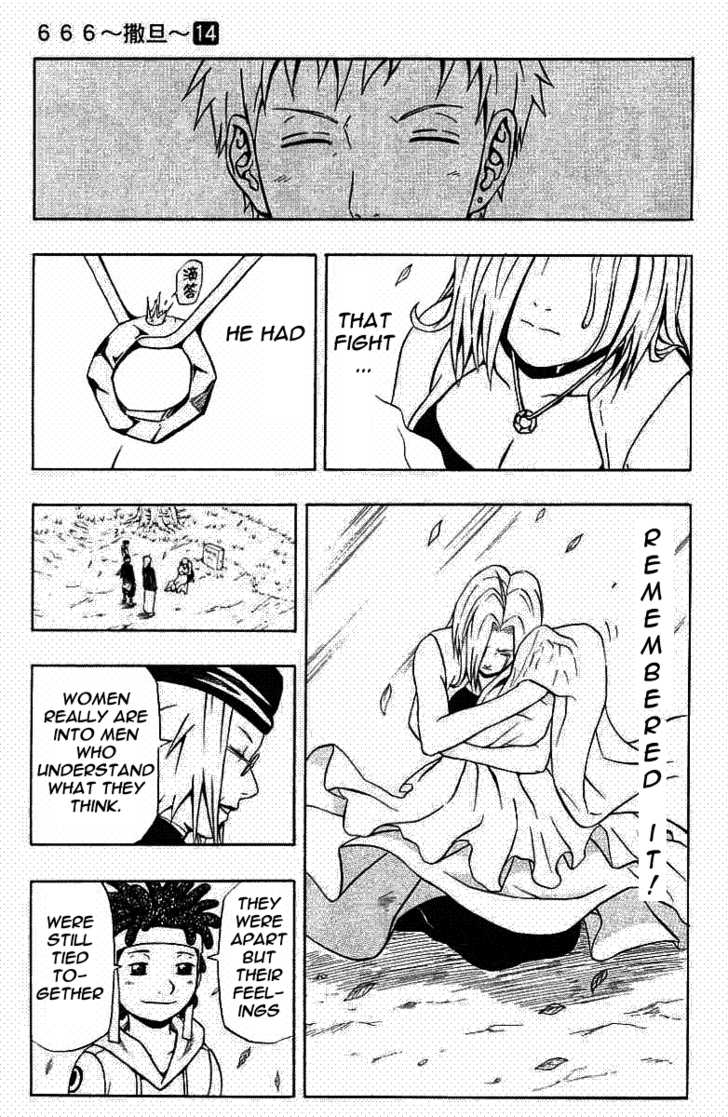 ６６６～撒旦～14
THAT
FIGHT
...
HE HAD
滴答
REMEMBERED IT!
WOMEN
REALLY ARE
INTO MEN
WHO
UNDERSTAND
WHAT THEY
THINK.
THEY
WERE
APART
BUT
THEIR
FEEL-
INGS
WERE
STILL
TIED
TO-
GETHER